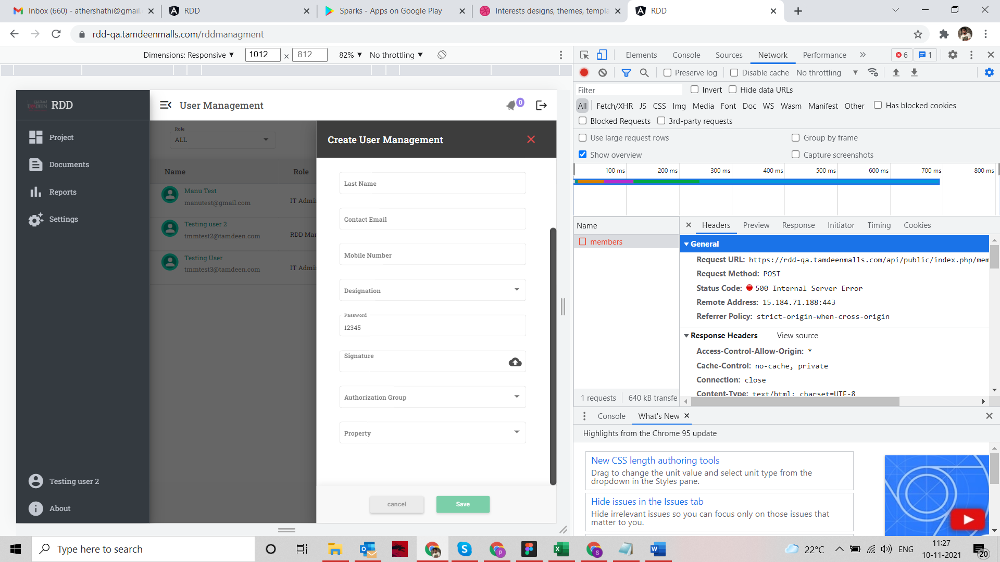 Inbox (660) - athershathi@gmail.
RDD
Sparks - Apps on Google Play
Interests designs, themes, templa
RDD
rdd-qa.tamdeenmalls.com/rddmanagment
Dimensions: Responsive
1012 × 812
82%
No throttling
Elements
Console
Sources
Network
Performance
6
1
Preserve log
Disable cache
No throttling
Filter
Invert
Hide data URLs
All
Fetch/XHR
JS
CSS
Img
Media
Font
Doc
WS
Wasm
Manifest
Other
Has blocked cookies
Blocked Requests
3rd-party requests
Use large request rows
Group by frame
Show overview
Capture screenshots
100 ms
200 ms
300 ms
400 ms
500 ms
600 ms
700 ms
800 ms
Name
members
1 requests
640 kB transfe
Headers
Preview
Response
Initiator
Timing
Cookies
General
Request URL: https://rdd-qa.tamdeenmalls.com/api/public/index.php/mem
Request Method: POST
Status Code: 500 Internal Server Error
Remote Address: 15.184.71.188:443
Referrer Policy: strict-origin-when-cross-origin
Response Headers
View source
Access-Control-Allow-Origin: *
Cache-Control: no-cache, private
Connection: close
Content-Type: text/html; charset=UTF-8
Console
What's New
Highlights from the Chrome 95 update
New CSS length authoring tools
Drag to change the unit value and select unit type from the
dropdown in the Styles pane.
Hide issues in the Issues tab
Hide irrelevant issues so you can focus only on those issues that
matter to you.
RDD
Project
Documents
Reports
Settings
Testing user 2
About
User Management
0
Role
ALL
Name
Role
Manu Test
manutest@gmail.com
IT Admi
Testing user 2
tmmtest2@tamdeen.com
RDD Mar
Testing User
tmmtest3@tamdeen.com
IT Admi
Create User Management
Last Name
Contact Email
Mobile Number
Designation
Password
12345
Signature
Authorization Group
Property
cancel
Save
Type here to search
22°C
ENG
11:27
10-11-2021
20